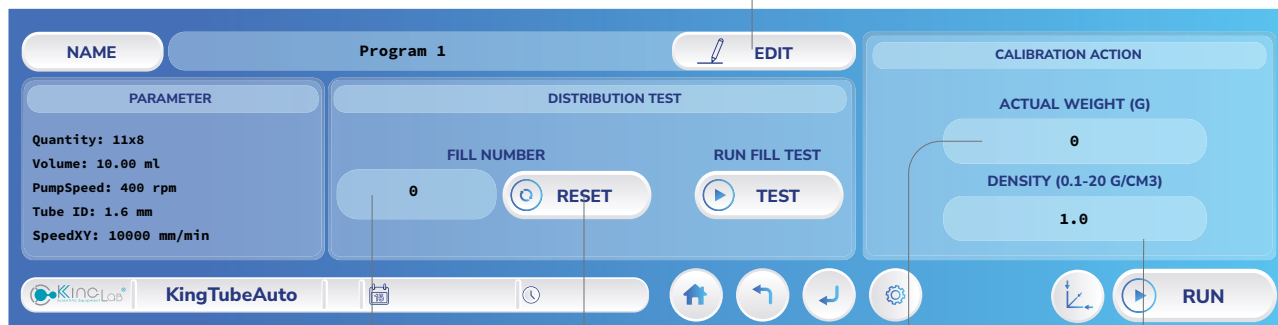 NAME
Program 1
EDIT
CALIBRATION ACTION
PARAMETER
DISTRIBUTION TEST
ACTUAL WEIGHT (G)
Quantity: 11x8
Volume: 10.00 ml
PumpSpeed: 400 rpm
Tube ID: 1.6 mm
SpeedXY: 10000 mm/min
FILL NUMBER
RUN FILL TEST
0
RESET
TEST
0
DENSITY (0.1-20 G/CM3)
1.0
KincLab®
KingTubeAuto
RUN